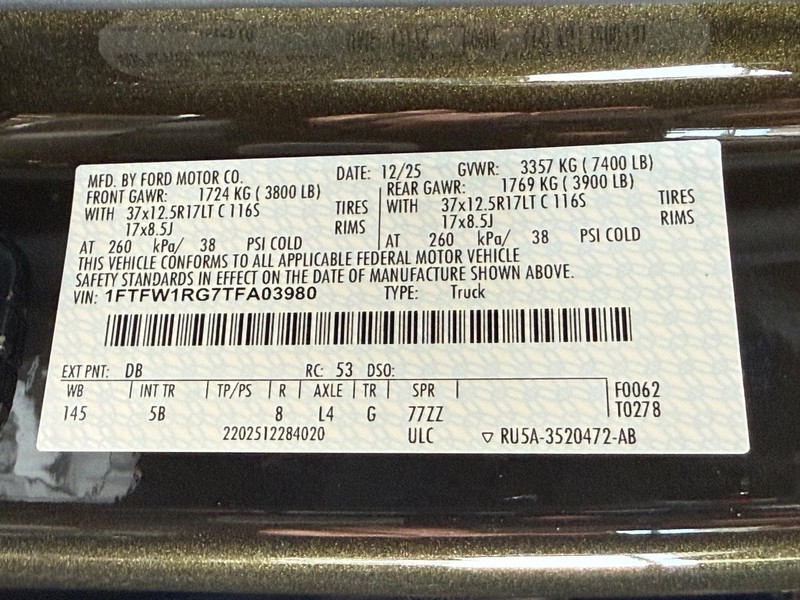 MFD. BY FORD MOTOR CO. DATE: 12/25 GVWR: 3357 KG ( 7400 LB)
FRONT GAWR: 1724 KG ( 3800 LB) REAR GAWR: 1769 KG ( 3900 LB)
WITH 37x12.5R17LT C 116S TIRES WITH 37x12.5R17LT C 116S TIRES
17x8.5J RIMS 17x8.5J RIMS
AT 260 kPa/ 38 PSI COLD AT 260 kPa/ 38 PSI COLD
THIS VEHICLE CONFORMS TO ALL APPLICABLE FEDERAL MOTOR VEHICLE
SAFETY STANDARDS IN EFFECT ON THE DATE OF MANUFACTURE SHOWN ABOVE.
VIN: 1FTFW1RG7TFA03980 TYPE: Truck
EXT PNT: DB RC: 53 DSO:
WB INT TR TP/PS R AXLE TR SPR F0062
145 5B 8 L4 G 77ZZ T0278
2202512284020 ULC RU5A-3520472-AB